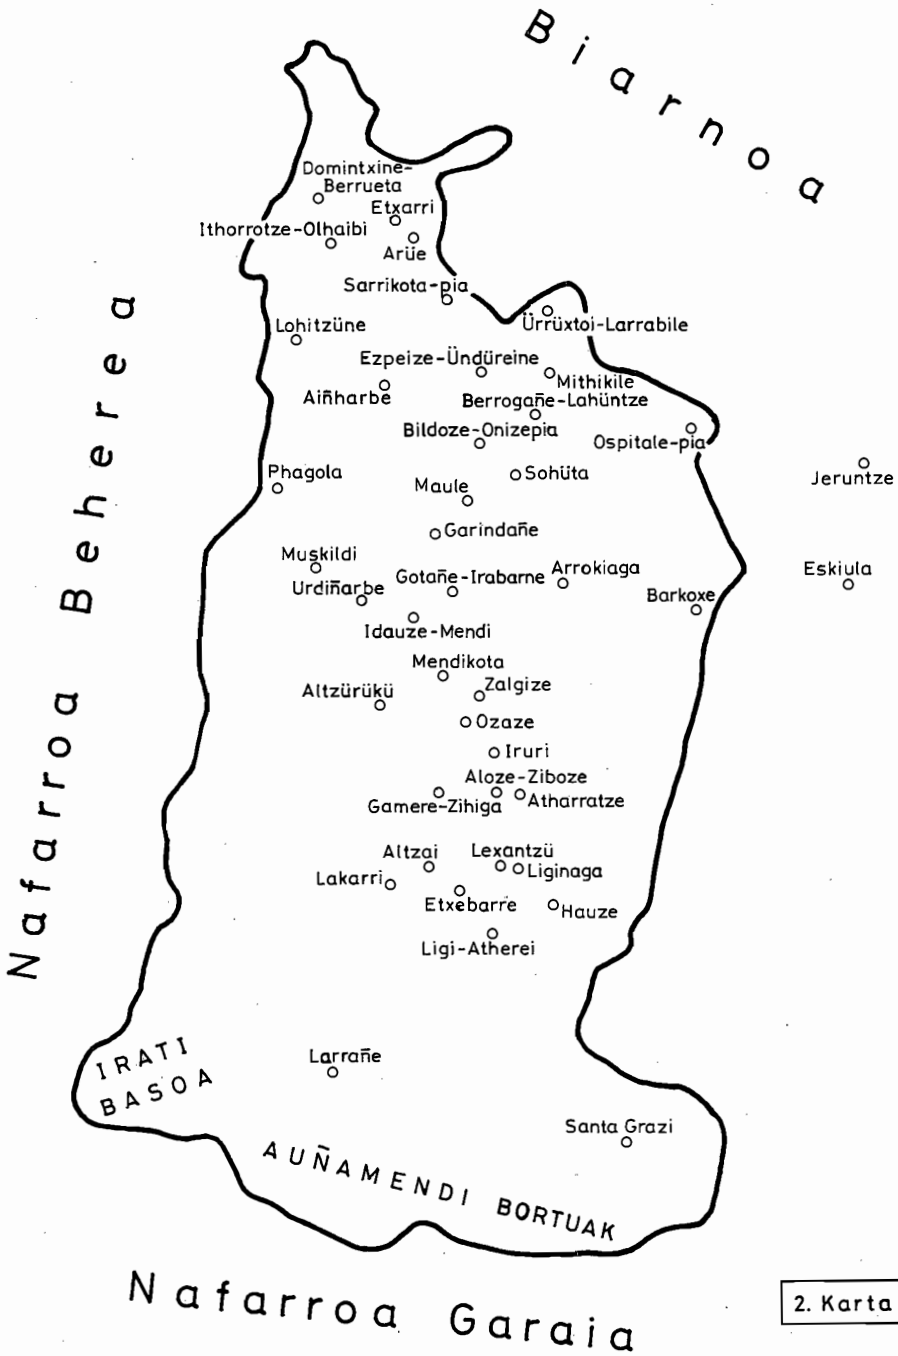 Biarnoa
Domintxine-
Berrueta
Etxarri
Ithorrotze-Olhaibi
Arüe
Sarrikota-pia
Lohitzüne
Ürrüxtoi-Larrabile
Ezpeize-Ündüreine
Mithikile
Aiñharbe
Berrogañe-Lahüntze
Bildoze-Onizepia
Ospitale-pia
Phagola
Sohüta
Jeruntze
Maule
Garindañe
Muskildi
Urdiñarbe
Gotañe-Irabarne
Arrokiaga
Eskiula
Barkoxe
Idauze-Mendi
Mendikota
Altzürükü
Zalgize
Ozaze
Iruri
Aloze-Ziboze
Gamere-Zihiga
Atharratze
Altzai
Lexantzü
Lakarri
Liginaga
Etxebarre
Hauze
Ligi-Atherei
Nafarroa Beherea
IRATI
BASOA
Larrañe
Santa Grazi
AUÑAMENDI BORTUAK
Nafarroa Garaia
2. Karta